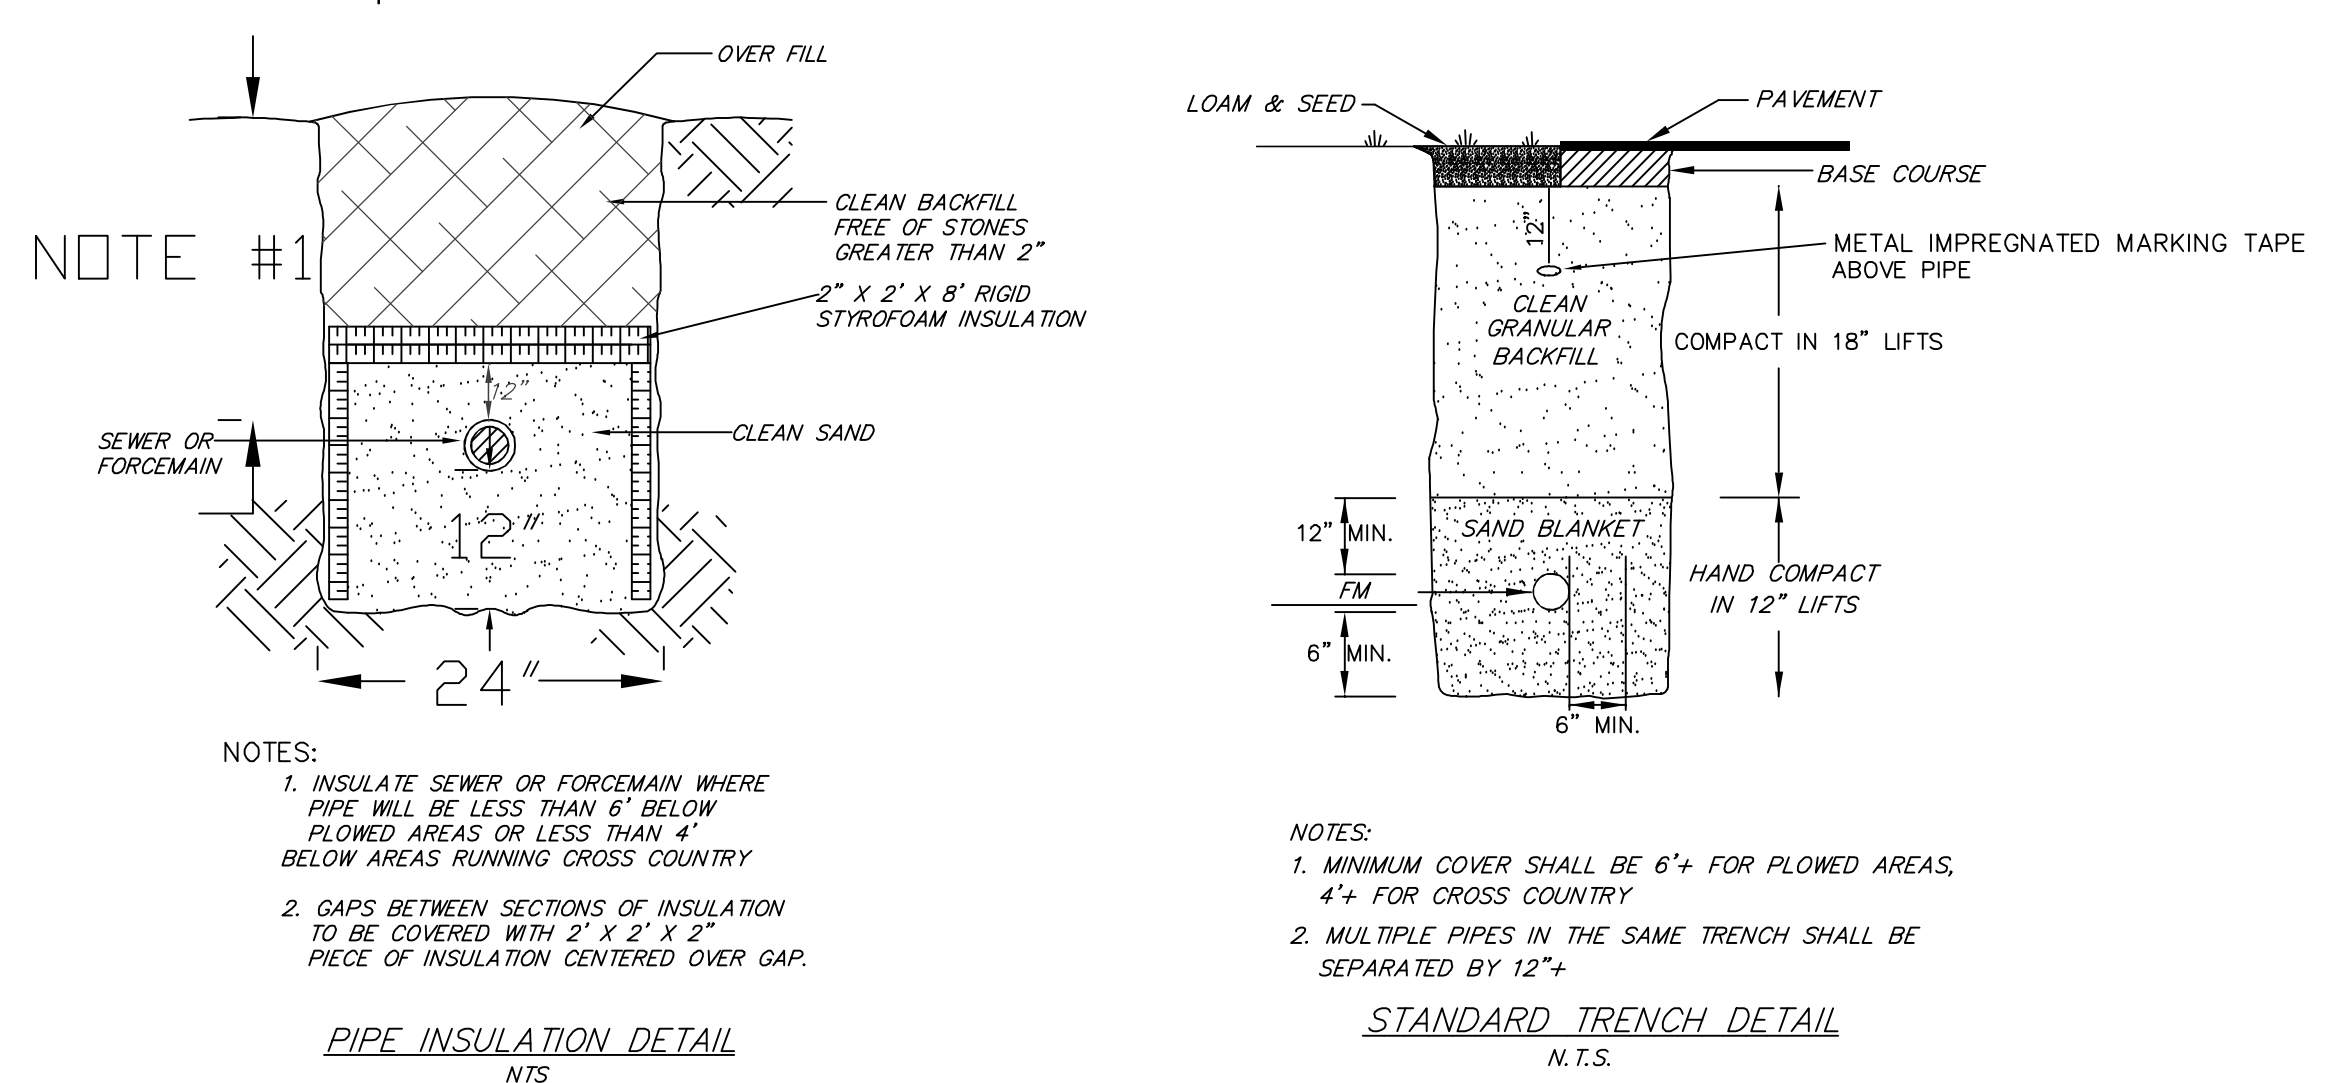 OVER FILL
CLEAN BACKFILL
FREE OF STONES
GREATER THAN 2"
NOTE #1
2" X 2' X 8' RIGID
STYROFOAM INSULATION
12"
SEWER OR
FORCEMAIN
CLEAN SAND
12"
24"
NOTES:
1. INSULATE SEWER OR FORCEMAIN WHERE
PIPE WILL BE LESS THAN 6' BELOW
PLOWED AREAS OR LESS THAN 4'
BELOW AREAS RUNNING CROSS COUNTRY
2. GAPS BETWEEN SECTIONS OF INSULATION
TO BE COVERED WITH 2' X 2' X 2"
PIECE OF INSULATION CENTERED OVER GAP.
PIPE INSULATION DETAIL
NTS
LOAM & SEED
PAVEMENT
BASE COURSE
12"
METAL IMPREGNATED MARKING TAPE
ABOVE PIPE
CLEAN
GRANULAR
BACKFILL
COMPACT IN 18" LIFTS
12" MIN.
SAND BLANKET
FM
HAND COMPACT
IN 12" LIFTS
6" MIN.
6" MIN.
NOTES:
1. MINIMUM COVER SHALL BE 6'+ FOR PLOWED AREAS,
4'+ FOR CROSS COUNTRY
2. MULTIPLE PIPES IN THE SAME TRENCH SHALL BE
SEPARATED BY 12"+
STANDARD TRENCH DETAIL
N.T.S.